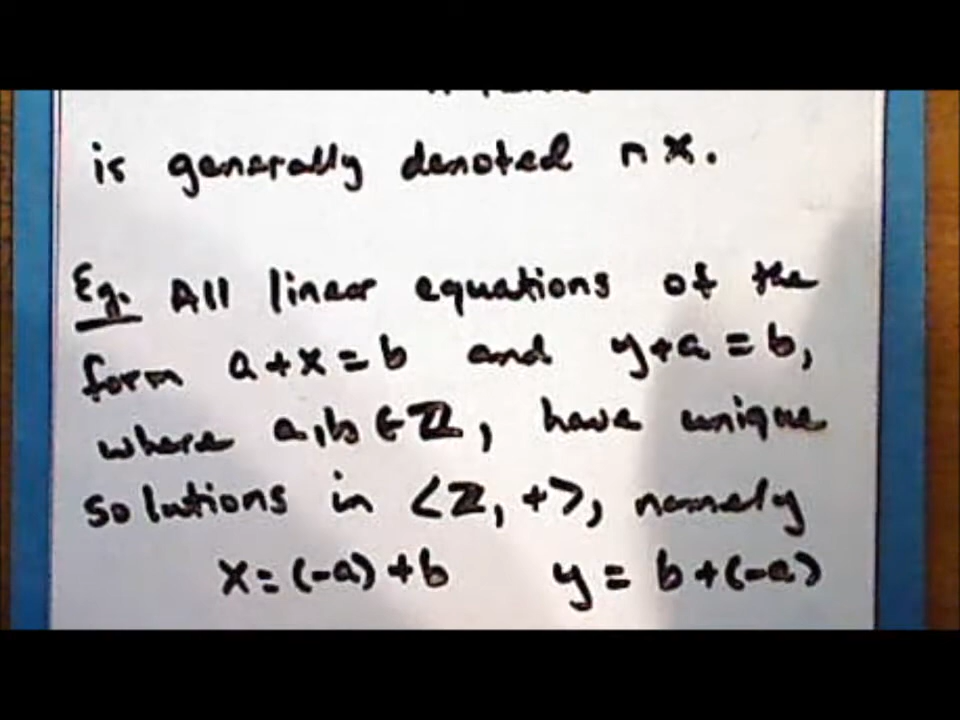 is generally denoted nx.
Eg. All linear equations of the
form a+x=b and y+a=b,
where a,b∈ℤ, have unique
solutions in <ℤ,+>, namely
x=(-a)+b y=b+(-a)